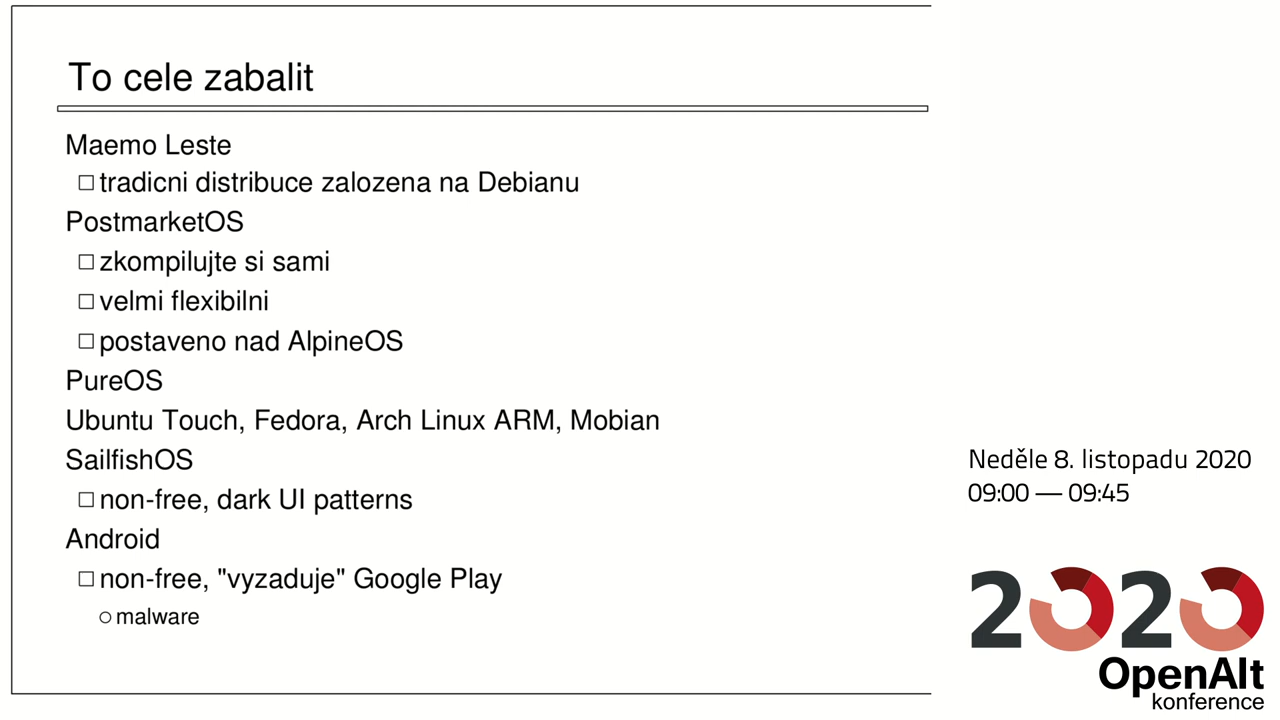 To cele zabalit
Maemo Leste
tradicni distribuce zalozena na Debianu
PostmarketOS
zkompilujte si sami
velmi flexibilni
postaveno nad AlpineOS
PureOS
Ubuntu Touch, Fedora, Arch Linux ARM, Mobian
SailfishOS
non-free, dark UI patterns
Android
non-free, "vyzaduje" Google Play
malware
Neděle 8. listopadu 2020
09:00 — 09:45
2020
OpenAlt
konference